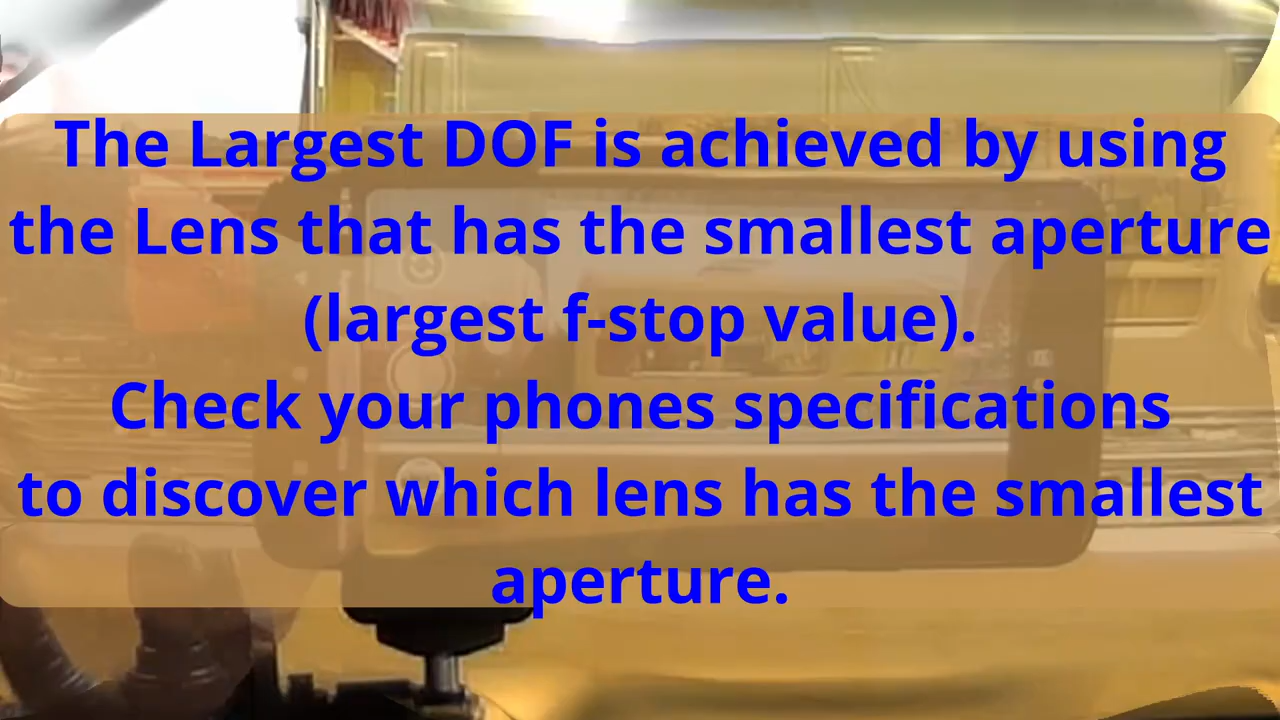 The Largest DOF is achieved by using
the Lens that has the smallest aperture
(largest f-stop value).
Check your phones specifications
to discover which lens has the smallest
aperture.